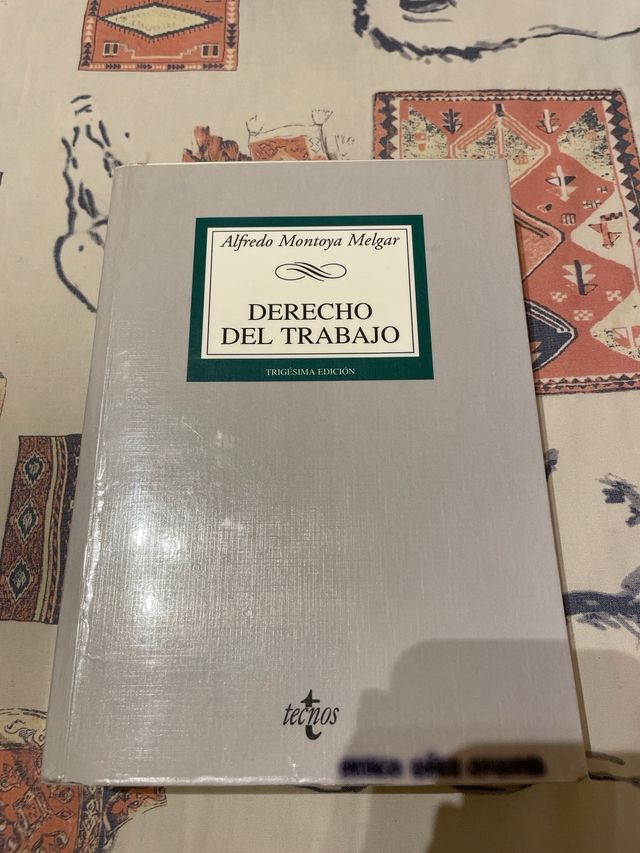 Alfredo Montoya Melgar
DERECHO
DEL TRABAJO
TRIGÉSIMA EDICIÓN
tecnos